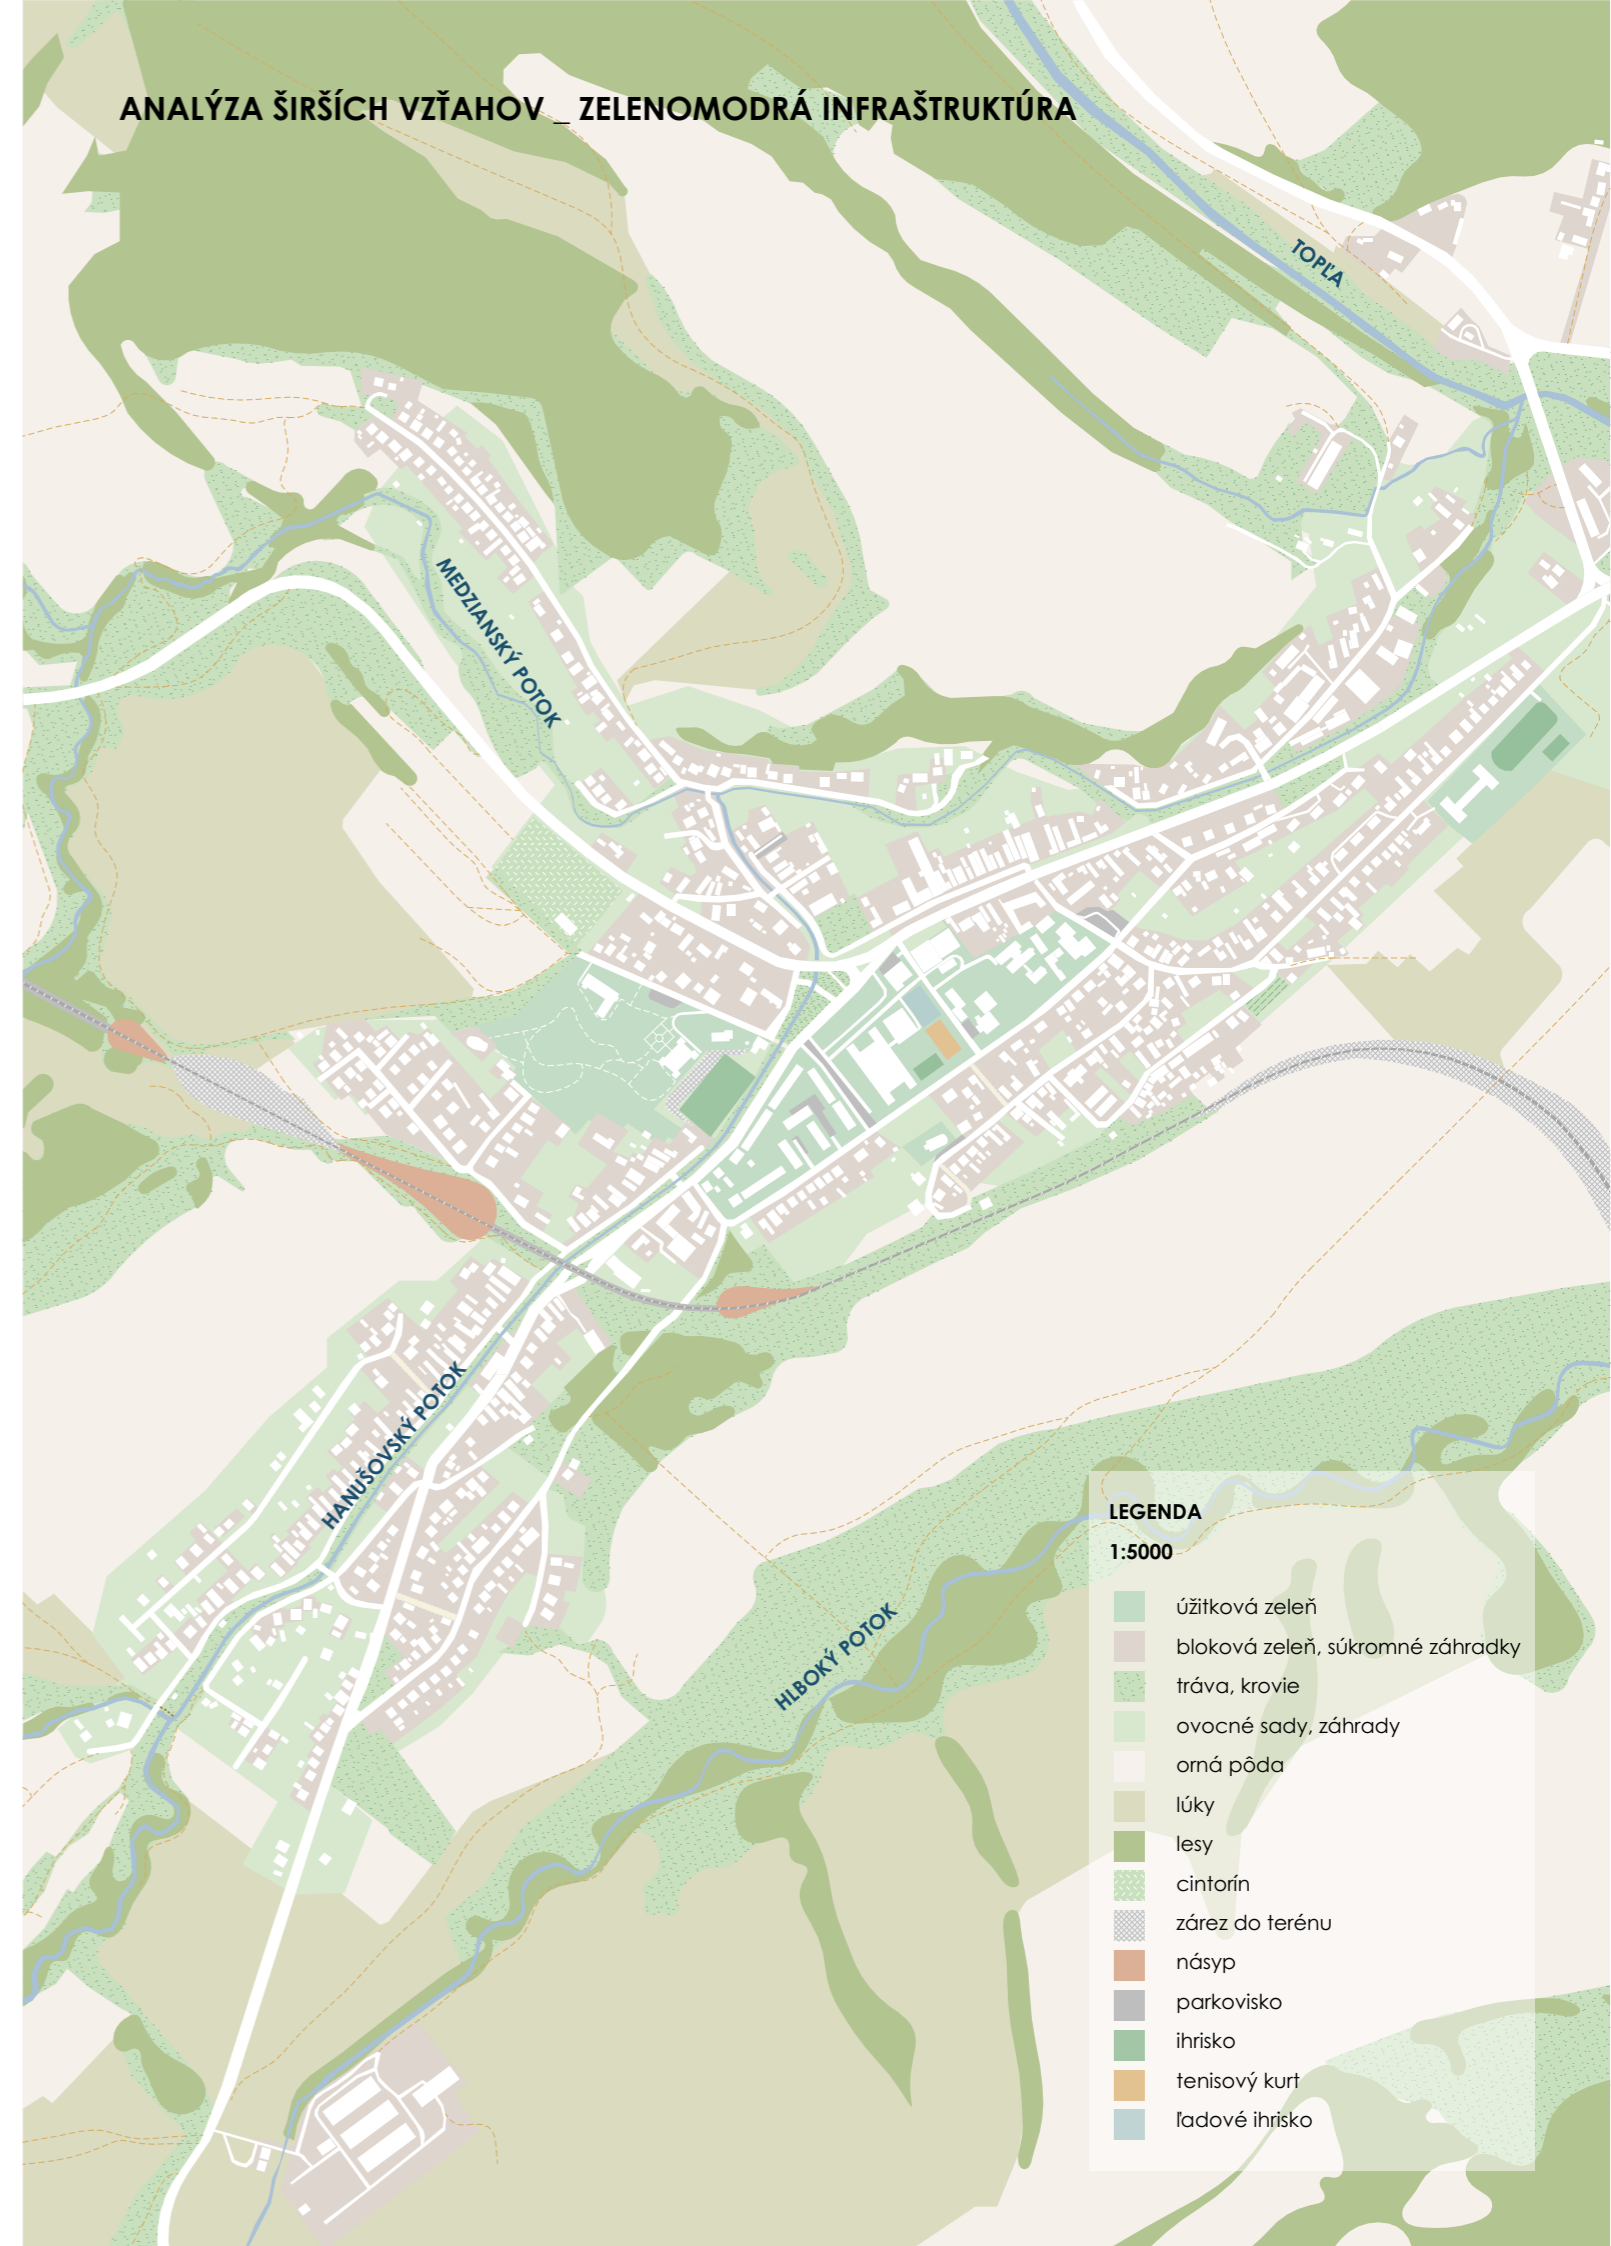 ANALÝZA ŠIRŠÍCH VZŤAHOV _ ZELENOMODRÁ INFRAŠTRUKTÚRA
TOPĽA
MEDZIANSKÝ POTOK
HANUŠOVSKÝ POTOK
HLBOKÝ POTOK
LEGENDA
1:5000
úžitková zeleň
bloková zeleň, súkromné záhradky
tráva, krovie
ovocné sady, záhrady
orná pôda
lúky
lesy
cintorín
zárez do terénu
násyp
parkovisko
ihrisko
tenisový kurt
ľadové ihrisko